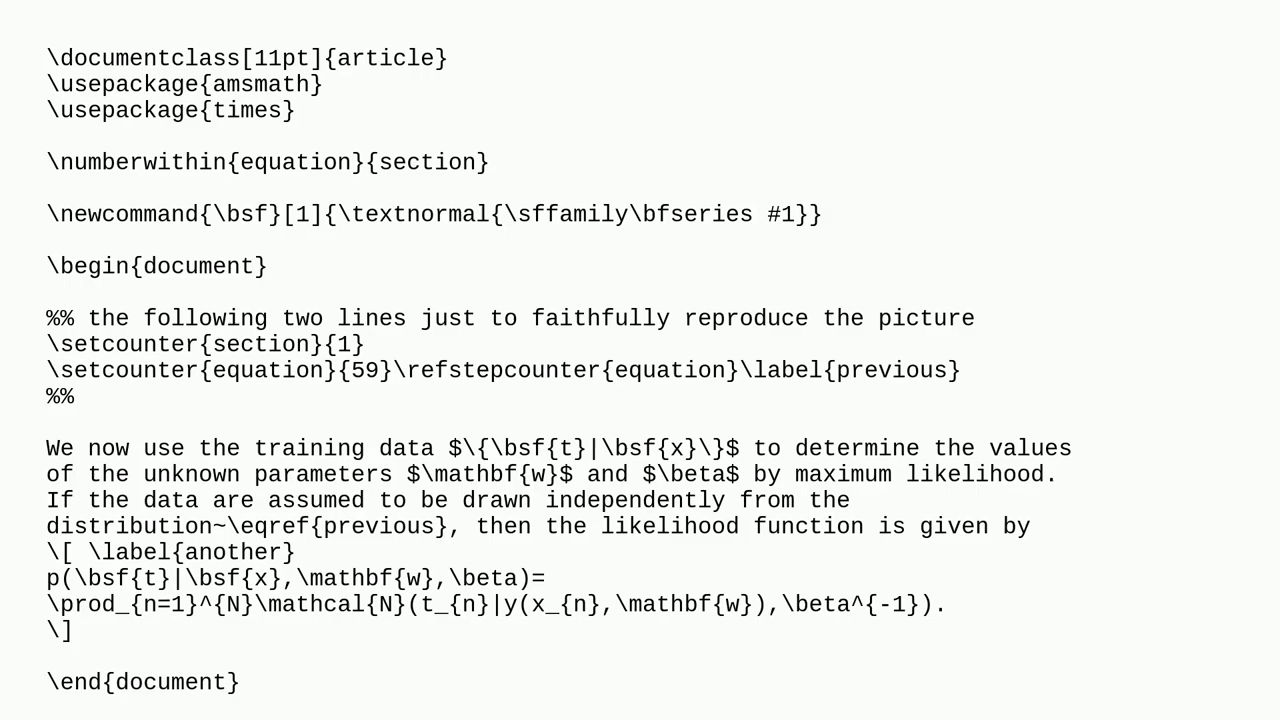 \documentclass[11pt]{article}
\usepackage{amsmath}
\usepackage{times}
\numberwithin{equation}{section}
\newcommand{\bsf}[1]{\textnormal{\sffamily\bfseries #1}}
\begin{document}
%% the following two lines just to faithfully reproduce the picture
\setcounter{section}{1}
\setcounter{equation}{59}\refstepcounter{equation}\label{previous}
%%
We now use the training data $\{\bsf{t}|\bsf{x}\}$ to determine the values
of the unknown parameters $\mathbf{w}$ and $\beta$ by maximum likelihood.
If the data are assumed to be drawn independently from the
distribution~\eqref{previous}, then the likelihood function is given by
\[ \label{another}
p(\bsf{t}|\bsf{x},\mathbf{w},\beta)=
\prod_{n=1}^{N}\mathcal{N}(t_{n}|y(x_{n},\mathbf{w}),\beta^{-1}).
\]
\end{document}